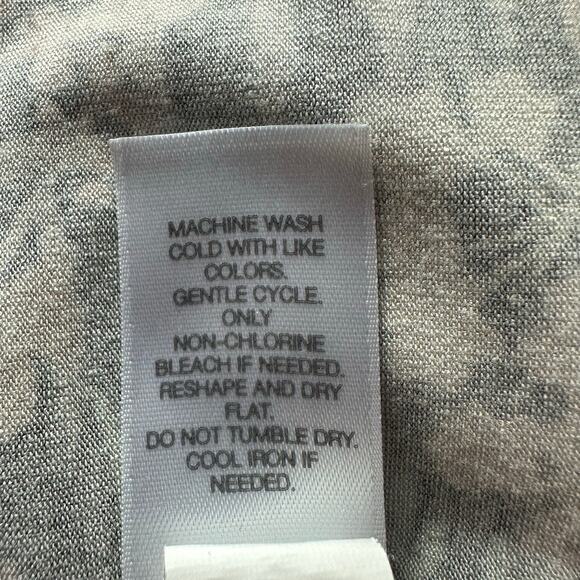 MACHINE WASH
COLD WITH LIKE
COLORS.
GENTLE CYCLE.
ONLY
NON-CHLORINE
BLEACH IF NEEDED.
RESHAPE AND DRY
FLAT.
DO NOT TUMBLE DRY.
COOL IRON IF
NEEDED.